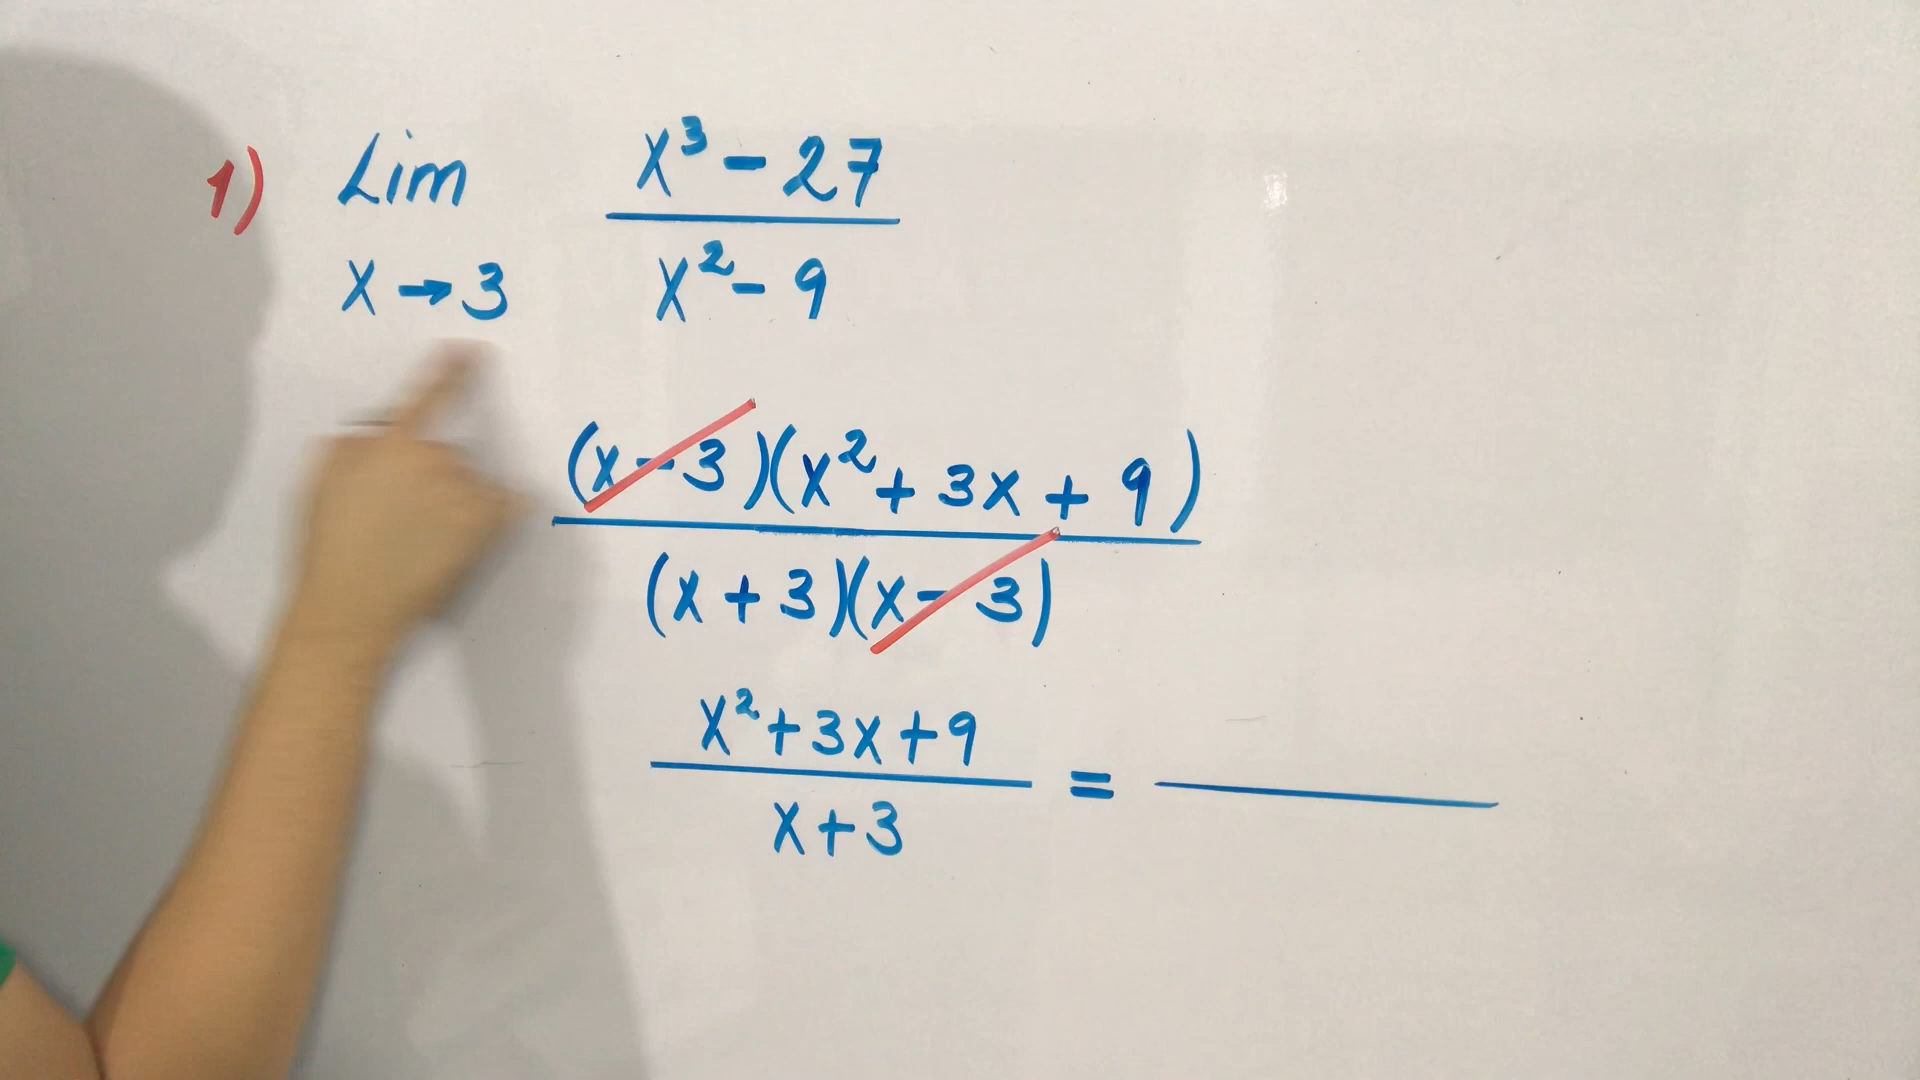 1) Lim x³ - 27
x → 3 x² - 9
(x - 3)(x² + 3x + 9)
(x + 3)(x - 3)
x² + 3x + 9
=
x + 3